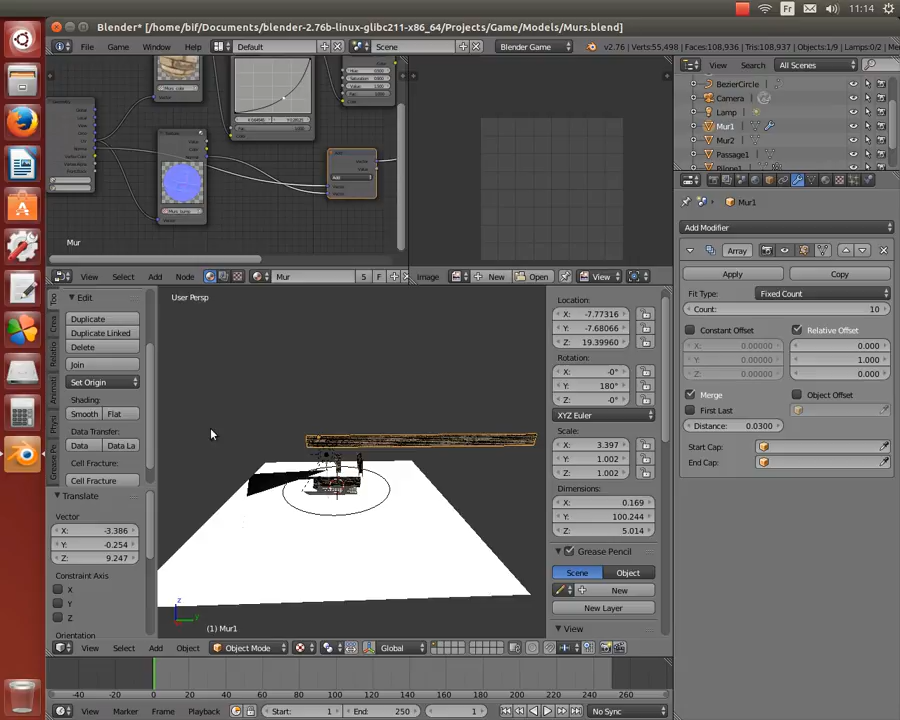 Fr
11:14
Blender* [/home/bif/Documents/blender-2.76b-linux-glibc211-x86_64/Projects/Game/Models/Murs.blend]
File
Game
Window
Help
Default
Scene
Blender Game
v2.76 | Verts:55,498 | Faces:108,936 | Tris:108,937 | Objects:1/9 | Lamps:0/2 | Me
View
Search
All Scenes
BezierCircle
Camera
Lamp
Mur1
Mur2
Passage1
Mur
View
Select
Add
Node
Mur
5
F
Image
New
Open
View
Mur1
Add Modifier
Array
Apply
Copy
Fit Type:
Fixed Count
Count:
10
Constant Offset
Relative Offset
X:
0.00000
0.000
Y:
0.00000
1.000
Z:
0.00000
0.000
Merge
Object Offset
First Last
Distance:
0.0300
Start Cap:
End Cap:
Edit
Duplicate
Duplicate Linked
Delete
Join
Set Origin
Shading:
Smooth
Flat
Data Transfer:
Data
Data La
Cell Fracture:
Cell Fracture
Translate
Vector
X:
-3.386
Y:
-0.254
Z:
9.247
Constraint Axis
X
Y
Z
Orientation
User Persp
z
y
(1) Mur1
Location:
X:
-7.77316
Y:
-7.68066
Z:
19.39960
Rotation:
X:
-0°
Y:
180°
Z:
-0°
XYZ Euler
Scale:
X:
3.397
Y:
1.002
Z:
1.002
Dimensions:
X:
0.169
Y:
100.244
Z:
5.014
Grease Pencil
Scene
Object
New
New Layer
View
View
Select
Add
Object
Object Mode
Global
-40
-20
0
20
40
60
80
100
120
140
160
180
200
220
240
260
View
Marker
Frame
Playback
Start:
1
End:
250
1
No Sync